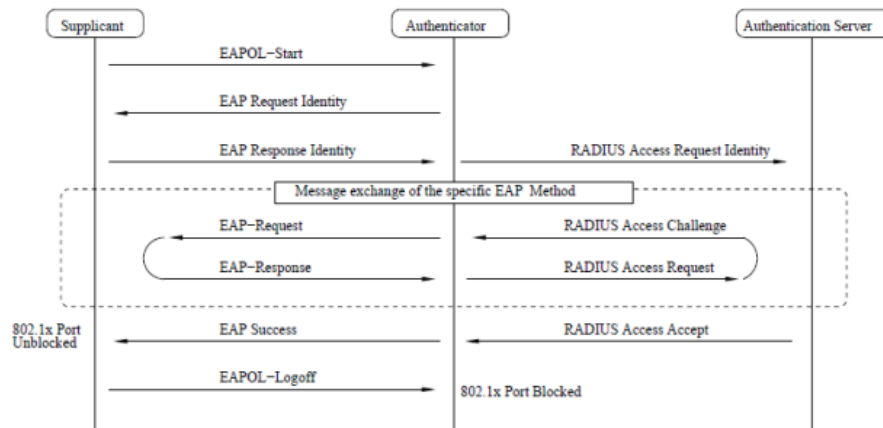 Supplicant
Authenticator
Authentication Server
EAPOL−Start
EAP Request Identity
EAP Response Identity
RADIUS Access Request Identity
Message exchange of the specific EAP Method
EAP−Request
RADIUS Access Challenge
EAP−Response
RADIUS Access Request
802.1x Port
Unblocked
EAP Success
RADIUS Access Accept
EAPOL−Logoff
802.1x Port Blocked